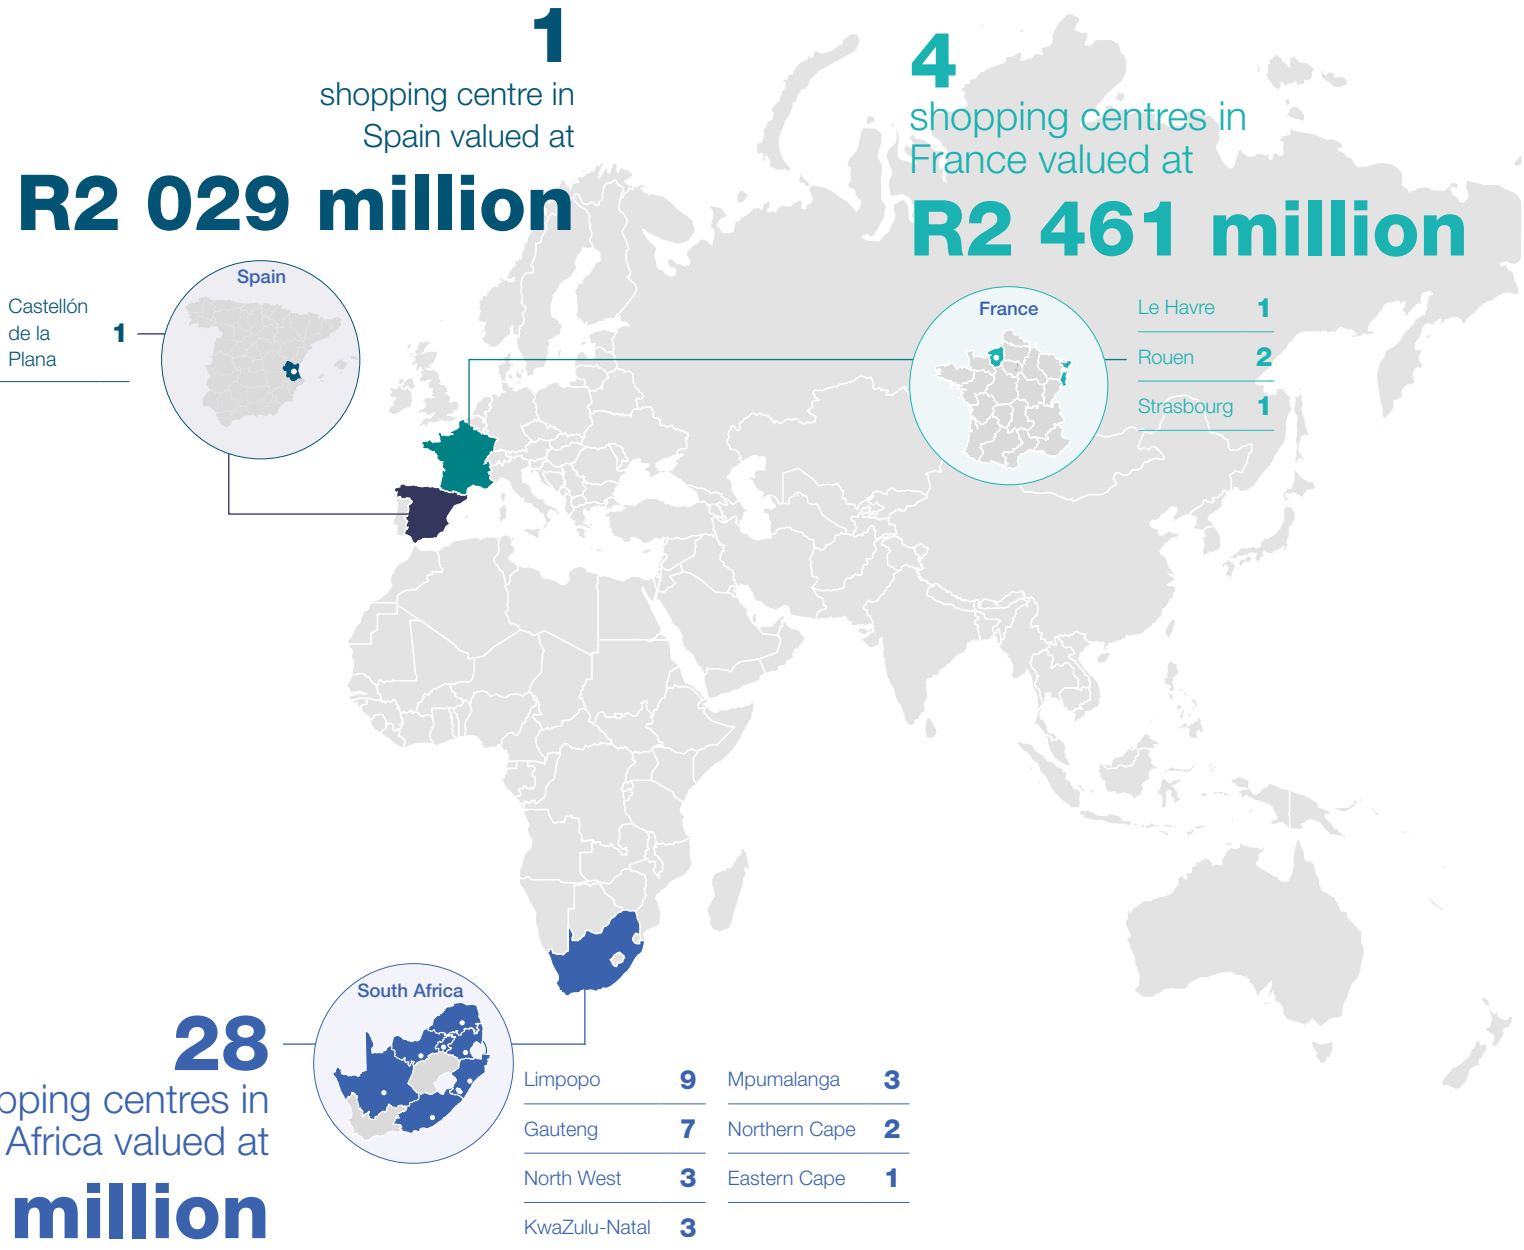 1
shopping centre in
Spain valued at
R2 029 million
Spain
Castellón
de la
Plana
1
4
shopping centres in
France valued at
R2 461 million
France
Le Havre 1
Rouen 2
Strasbourg 1
South Africa
28
pping centres in
Africa valued at
million
Limpopo 9
Gauteng 7
North West 3
KwaZulu-Natal 3
Mpumalanga 3
Northern Cape 2
Eastern Cape 1